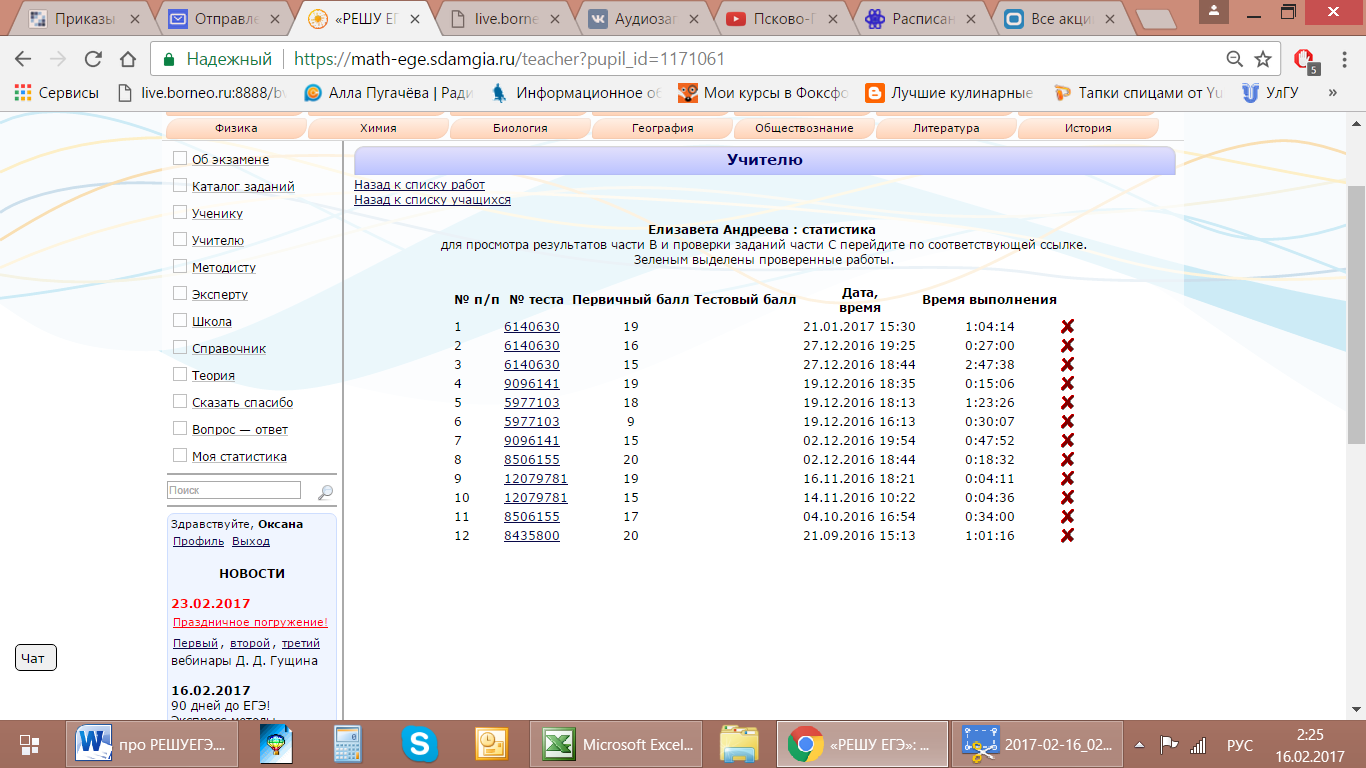 Приказы
Отправле
«РЕШУ ЕГ
live.borne
Аудиозап
Псково-П
Расписан
Все акци
Надежный https://math-ege.sdamgia.ru/teacher?pupil_id=1171061
5
Сервисы live.borneo.ru:8888/bv Алла Пугачёва | Ради Информационное об Мои курсы в Фоксфо Лучшие кулинарные Тапки спицами от Yu УлГУ »
Физика Химия Биология География Обществознание Литература История
Об экзамене
Каталог заданий
Ученику
Учителю
Методисту
Эксперту
Школа
Справочник
Теория
Сказать спасибо
Вопрос — ответ
Моя статистика
Поиск
Здравствуйте, Оксана
Профиль Выход
НОВОСТИ
23.02.2017
Праздничное погружение!
Первый, второй, третий
вебинары Д. Д. Гущина
16.02.2017
90 дней до ЕГЭ!
Экспресс-методы
Чат
Учителю
Назад к списку работ
Назад к списку учащихся
Елизавета Андреева : статистика
для просмотра результатов части B и проверки заданий части C перейдите по соответствующей ссылке.
Зеленым выделены проверенные работы.
№ п/п № теста Первичный балл Тестовый балл Дата, время Время выполнения
1 6140630 19 21.01.2017 15:30 1:04:14
2 6140630 16 27.12.2016 19:25 0:27:00
3 6140630 15 27.12.2016 18:44 2:47:38
4 9096141 19 19.12.2016 18:35 0:15:06
5 5977103 18 19.12.2016 18:13 1:23:26
6 5977103 9 19.12.2016 16:13 0:30:07
7 9096141 15 02.12.2016 19:54 0:47:52
8 8506155 20 02.12.2016 18:44 0:18:32
9 12079781 19 16.11.2016 18:21 0:04:11
10 12079781 15 14.11.2016 10:22 0:04:36
11 8506155 17 04.10.2016 16:54 0:34:00
12 8435800 20 21.09.2016 15:13 1:01:16
про РЕШУЕГЭ....
Microsoft Excel...
«РЕШУ ЕГЭ»: ...
2017-02-16_02...
РУС
2:25
16.02.2017